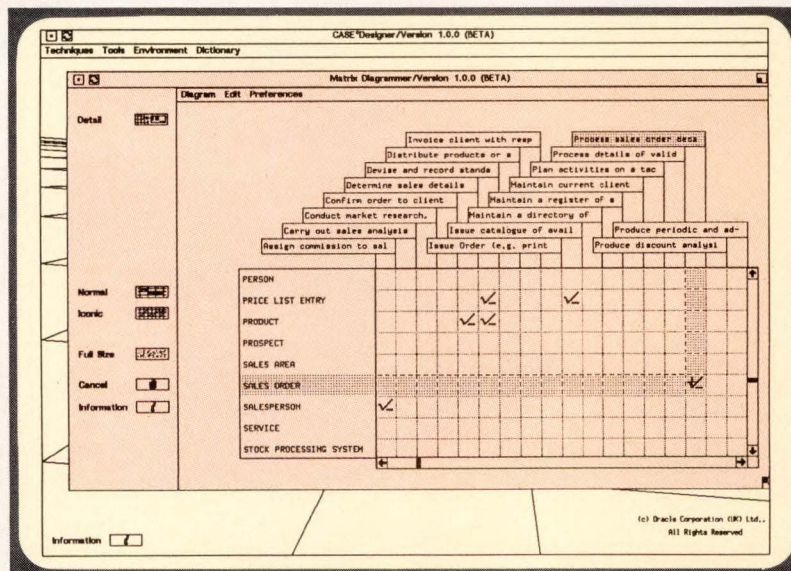 CASE*Designer/Version 1.0.0 (BETA)
Techniques Tools Environment Dictionary
Matrix Diagrammer/Version 1.0.0 (BETA)
Diagram Edit Preferences
Detail
Invoice client with resp
Process sales order deta
Distribute products or s
Process details of valid
Devise and record standa
Plan activities on a tac
Determine sales details
Maintain current client
Confirm order to client
Maintain a register of s
Conduct market research,
Maintain a directory of
Carry out sales analysis
Issue catalogue of avail
Produce periodic and ad-
Assign commission to sal
Issue Order (e.g. print
Produce discount analysi
PERSON
Normal
PRICE LIST ENTRY
Iconic
PRODUCT
PROSPECT
Full Size
SALES AREA
Cancel
SALES ORDER
Information
SALESPERSON
SERVICE
STOCK PROCESSING SYSTEM
(c) Oracle Corporation (UK) Ltd..
All Rights Reserved
Information